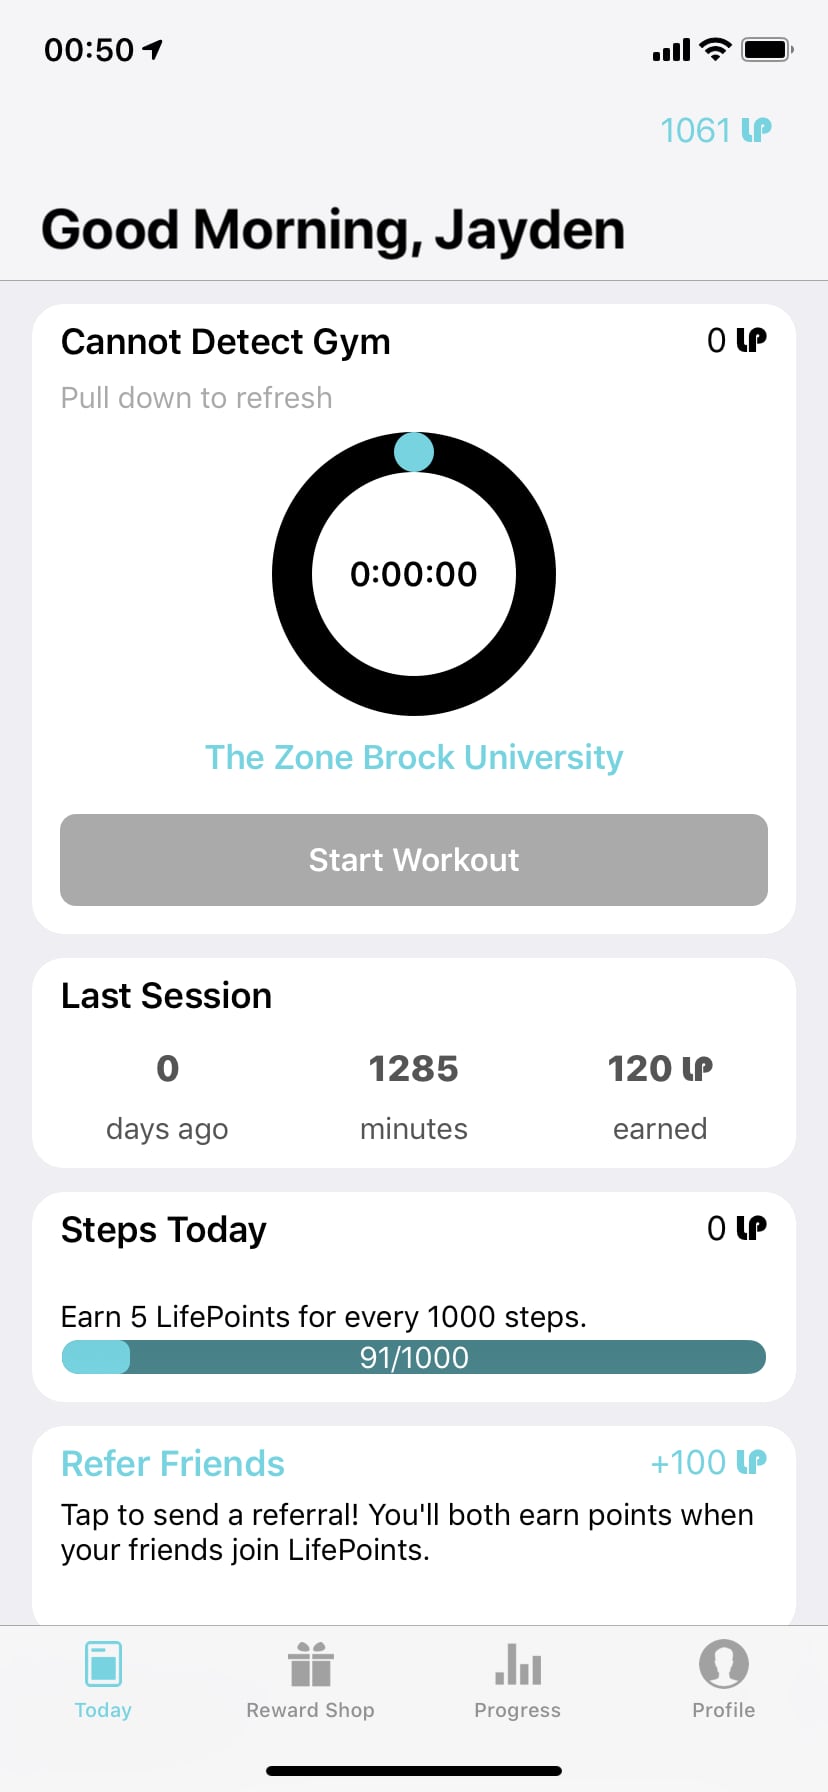 00:50
1061 LP
Good Morning, Jayden
Cannot Detect Gym
0 LP
Pull down to refresh
0:00:00
The Zone Brock University
Start Workout
Last Session
0
1285
120 LP
days ago
minutes
earned
Steps Today
0 LP
Earn 5 LifePoints for every 1000 steps.
91/1000
Refer Friends
+100 LP
Tap to send a referral! You'll both earn points when
your friends join LifePoints.
Today
Reward Shop
Progress
Profile